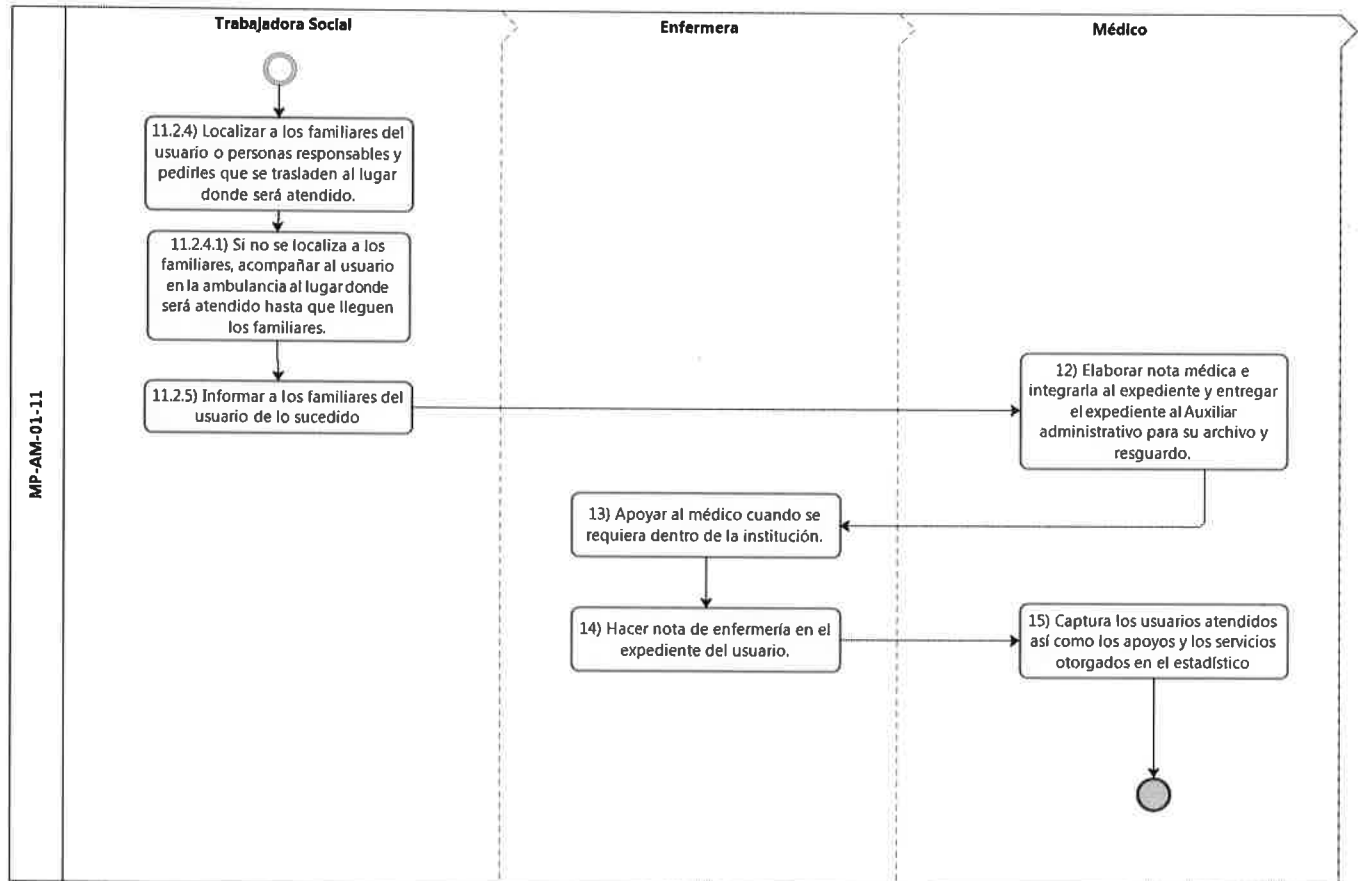 Trabajadora Social
Enfermera
Médico
MP-AM-01-11
11.2.4) Localizar a los familiares del
usuario o personas responsables y
pedirles que se trasladen al lugar
donde será atendido.
11.2.4.1) Si no se localiza a los
familiares, acompañar al usuario
en la ambulancia al lugar donde
será atendido hasta que lleguen
los familiares.
11.2.5) Informar a los familiares del
usuario de lo sucedido
12) Elaborar nota médica e
integrarla al expediente y entregar
el expediente al Auxiliar
administrativo para su archivo y
resguardo.
13) Apoyar al médico cuando se
requiera dentro de la institución.
14) Hacer nota de enfermería en el
expediente del usuario.
15) Captura los usuarios atendidos
así como los apoyos y los servicios
otorgados en el estadístico